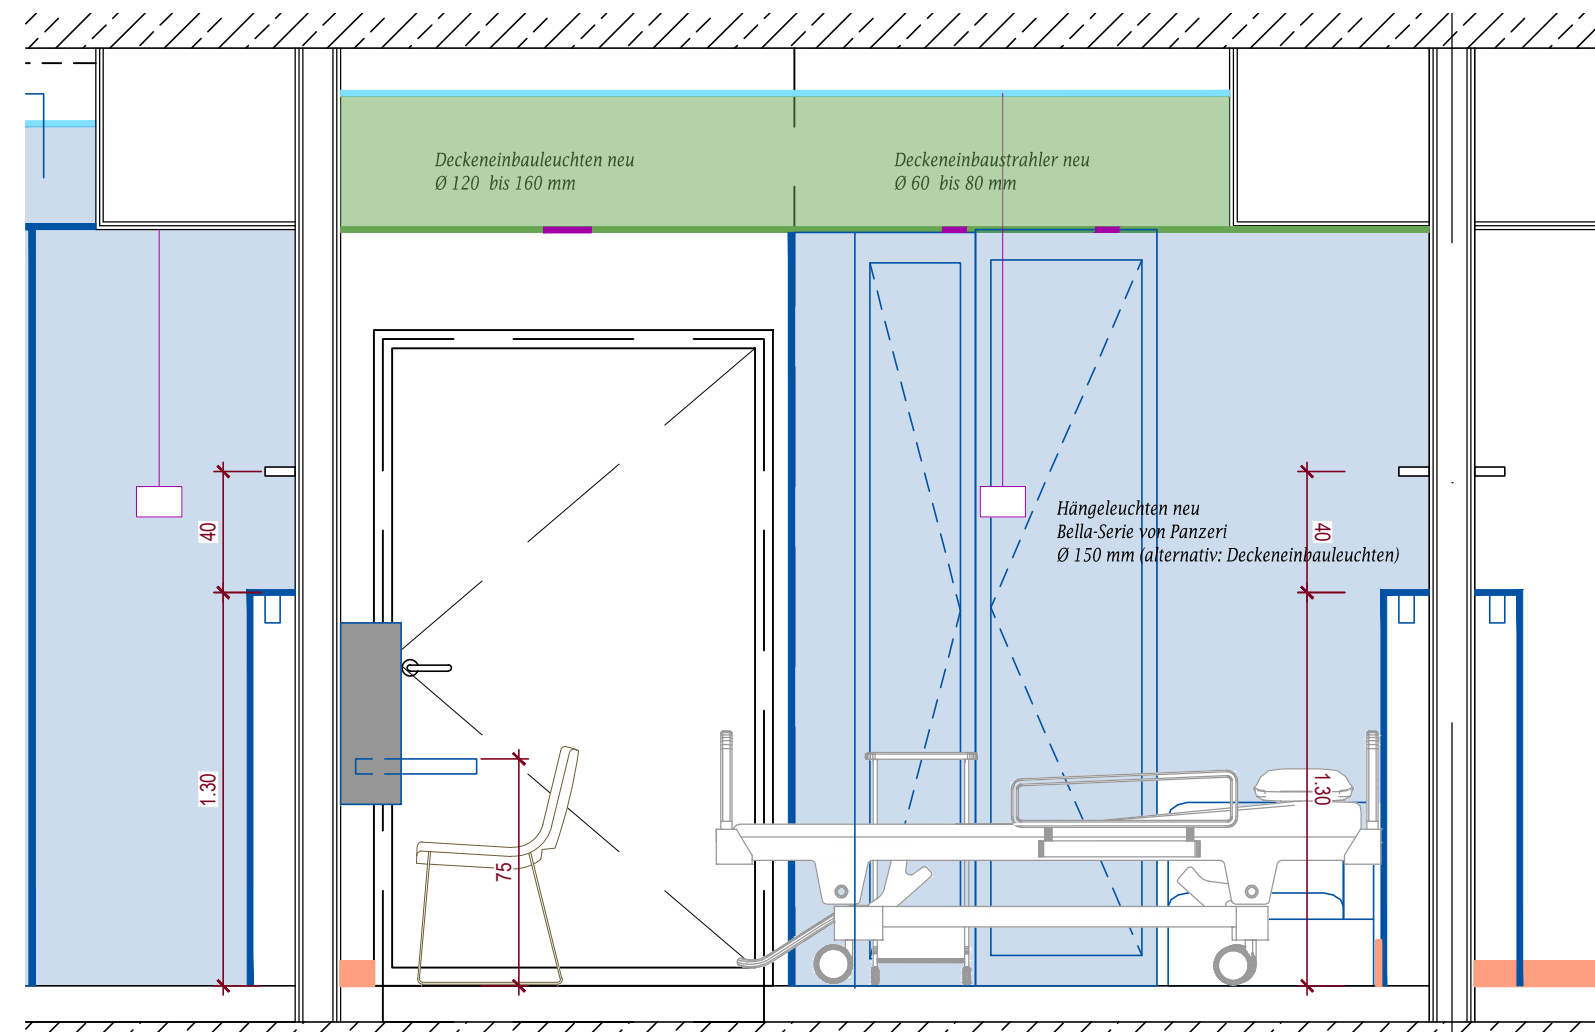 Deckeneinbauleuchten neu
Ø 120  bis 160 mm
Deckeneinbaustrahler neu
Ø 60  bis 80 mm
Hängeleuchten neu
Bella-Serie von Panzeri
Ø 150 mm (alternativ: Deckeneinbauleuchten)
40
40
1.30
1.30
75